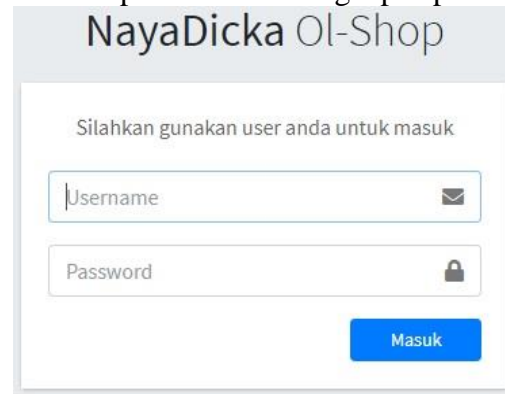 NayaDicka Ol-Shop
Silahkan gunakan user anda untuk masuk
Username
Password
Masuk